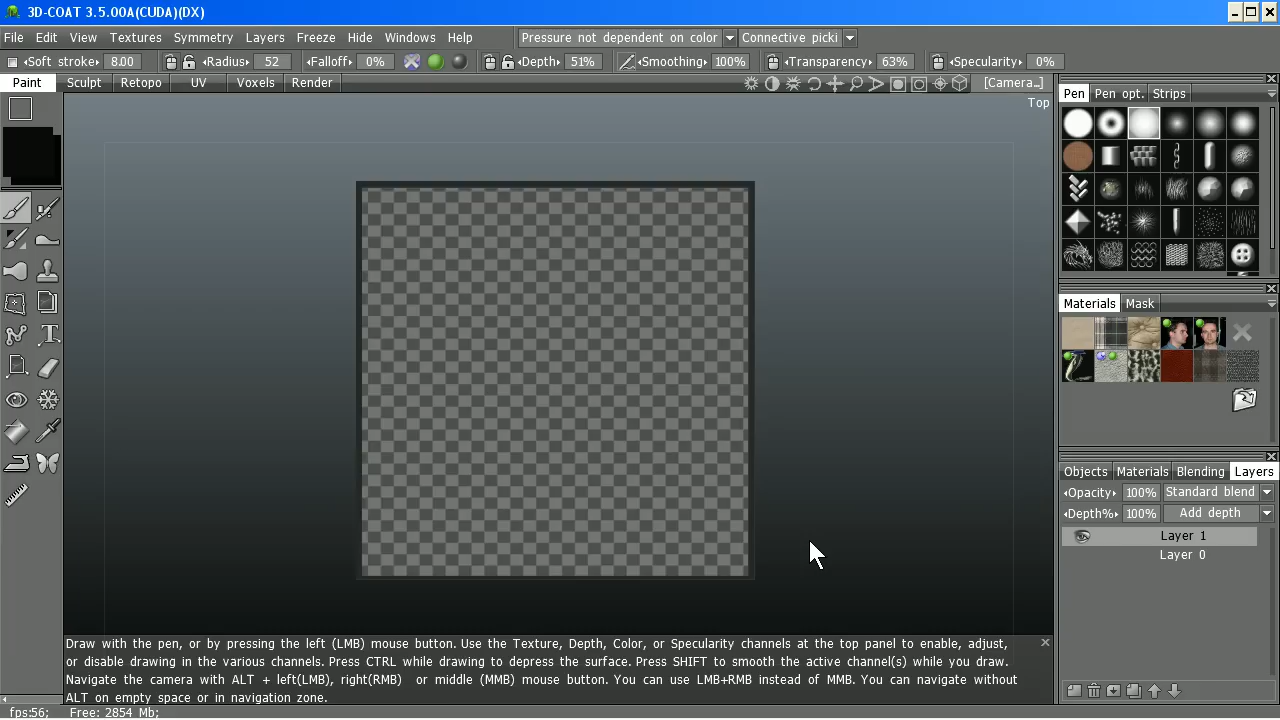 3D-COAT 3.5.00A(CUDA)(DX)
File Edit View Textures Symmetry Layers Freeze Hide Windows Help Pressure not dependent on color Connective picki
Soft stroke 8.00 Radius 52 Falloff 0% Depth 51% Smoothing 100% Transparency 63% Specularity 0%
Paint Sculpt Retopo UV Voxels Render [Camera…]
Top
Pen Pen opt. Strips
Materials Mask
Objects Materials Blending Layers
Opacity 100% Standard blend
Depth% 100% Add depth
Layer 1
Layer 0
Draw with the pen, or by pressing the left (LMB) mouse button. Use the Texture, Depth, Color, or Specularity channels at the top panel to enable, adjust,
or disable drawing in the various channels. Press CTRL while drawing to depress the surface. Press SHIFT to smooth the active channel(s) while you draw.
Navigate the camera with ALT + left(LMB), right(RMB) or middle (MMB) mouse button. You can use LMB+RMB instead of MMB. You can navigate without
ALT on empty space or in navigation zone.
fps:56; Free: 2854 Mb;